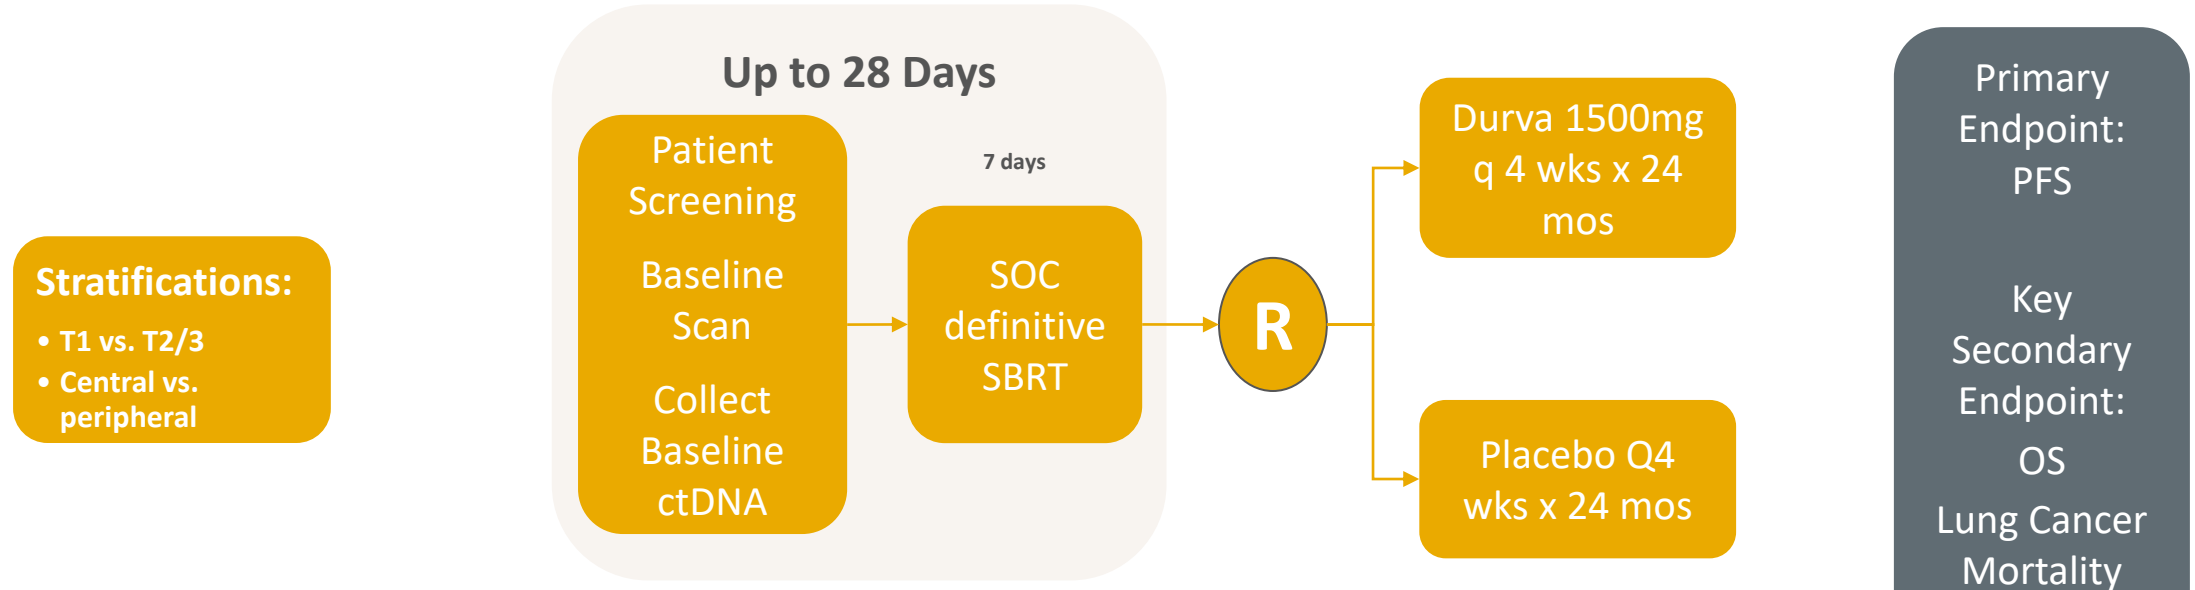 Stratifications:
• T1 vs. T2/3
• Central vs.
peripheral
Up to 28 Days
Patient
Screening
Baseline
Scan
Collect
Baseline
ctDNA
7 days
SOC
definitive
SBRT
R
Durva 1500mg
q 4 wks x 24
mos
Placebo Q4
wks x 24 mos
Primary
Endpoint:
PFS
Key
Secondary
Endpoint:
OS
Lung Cancer
Mortality